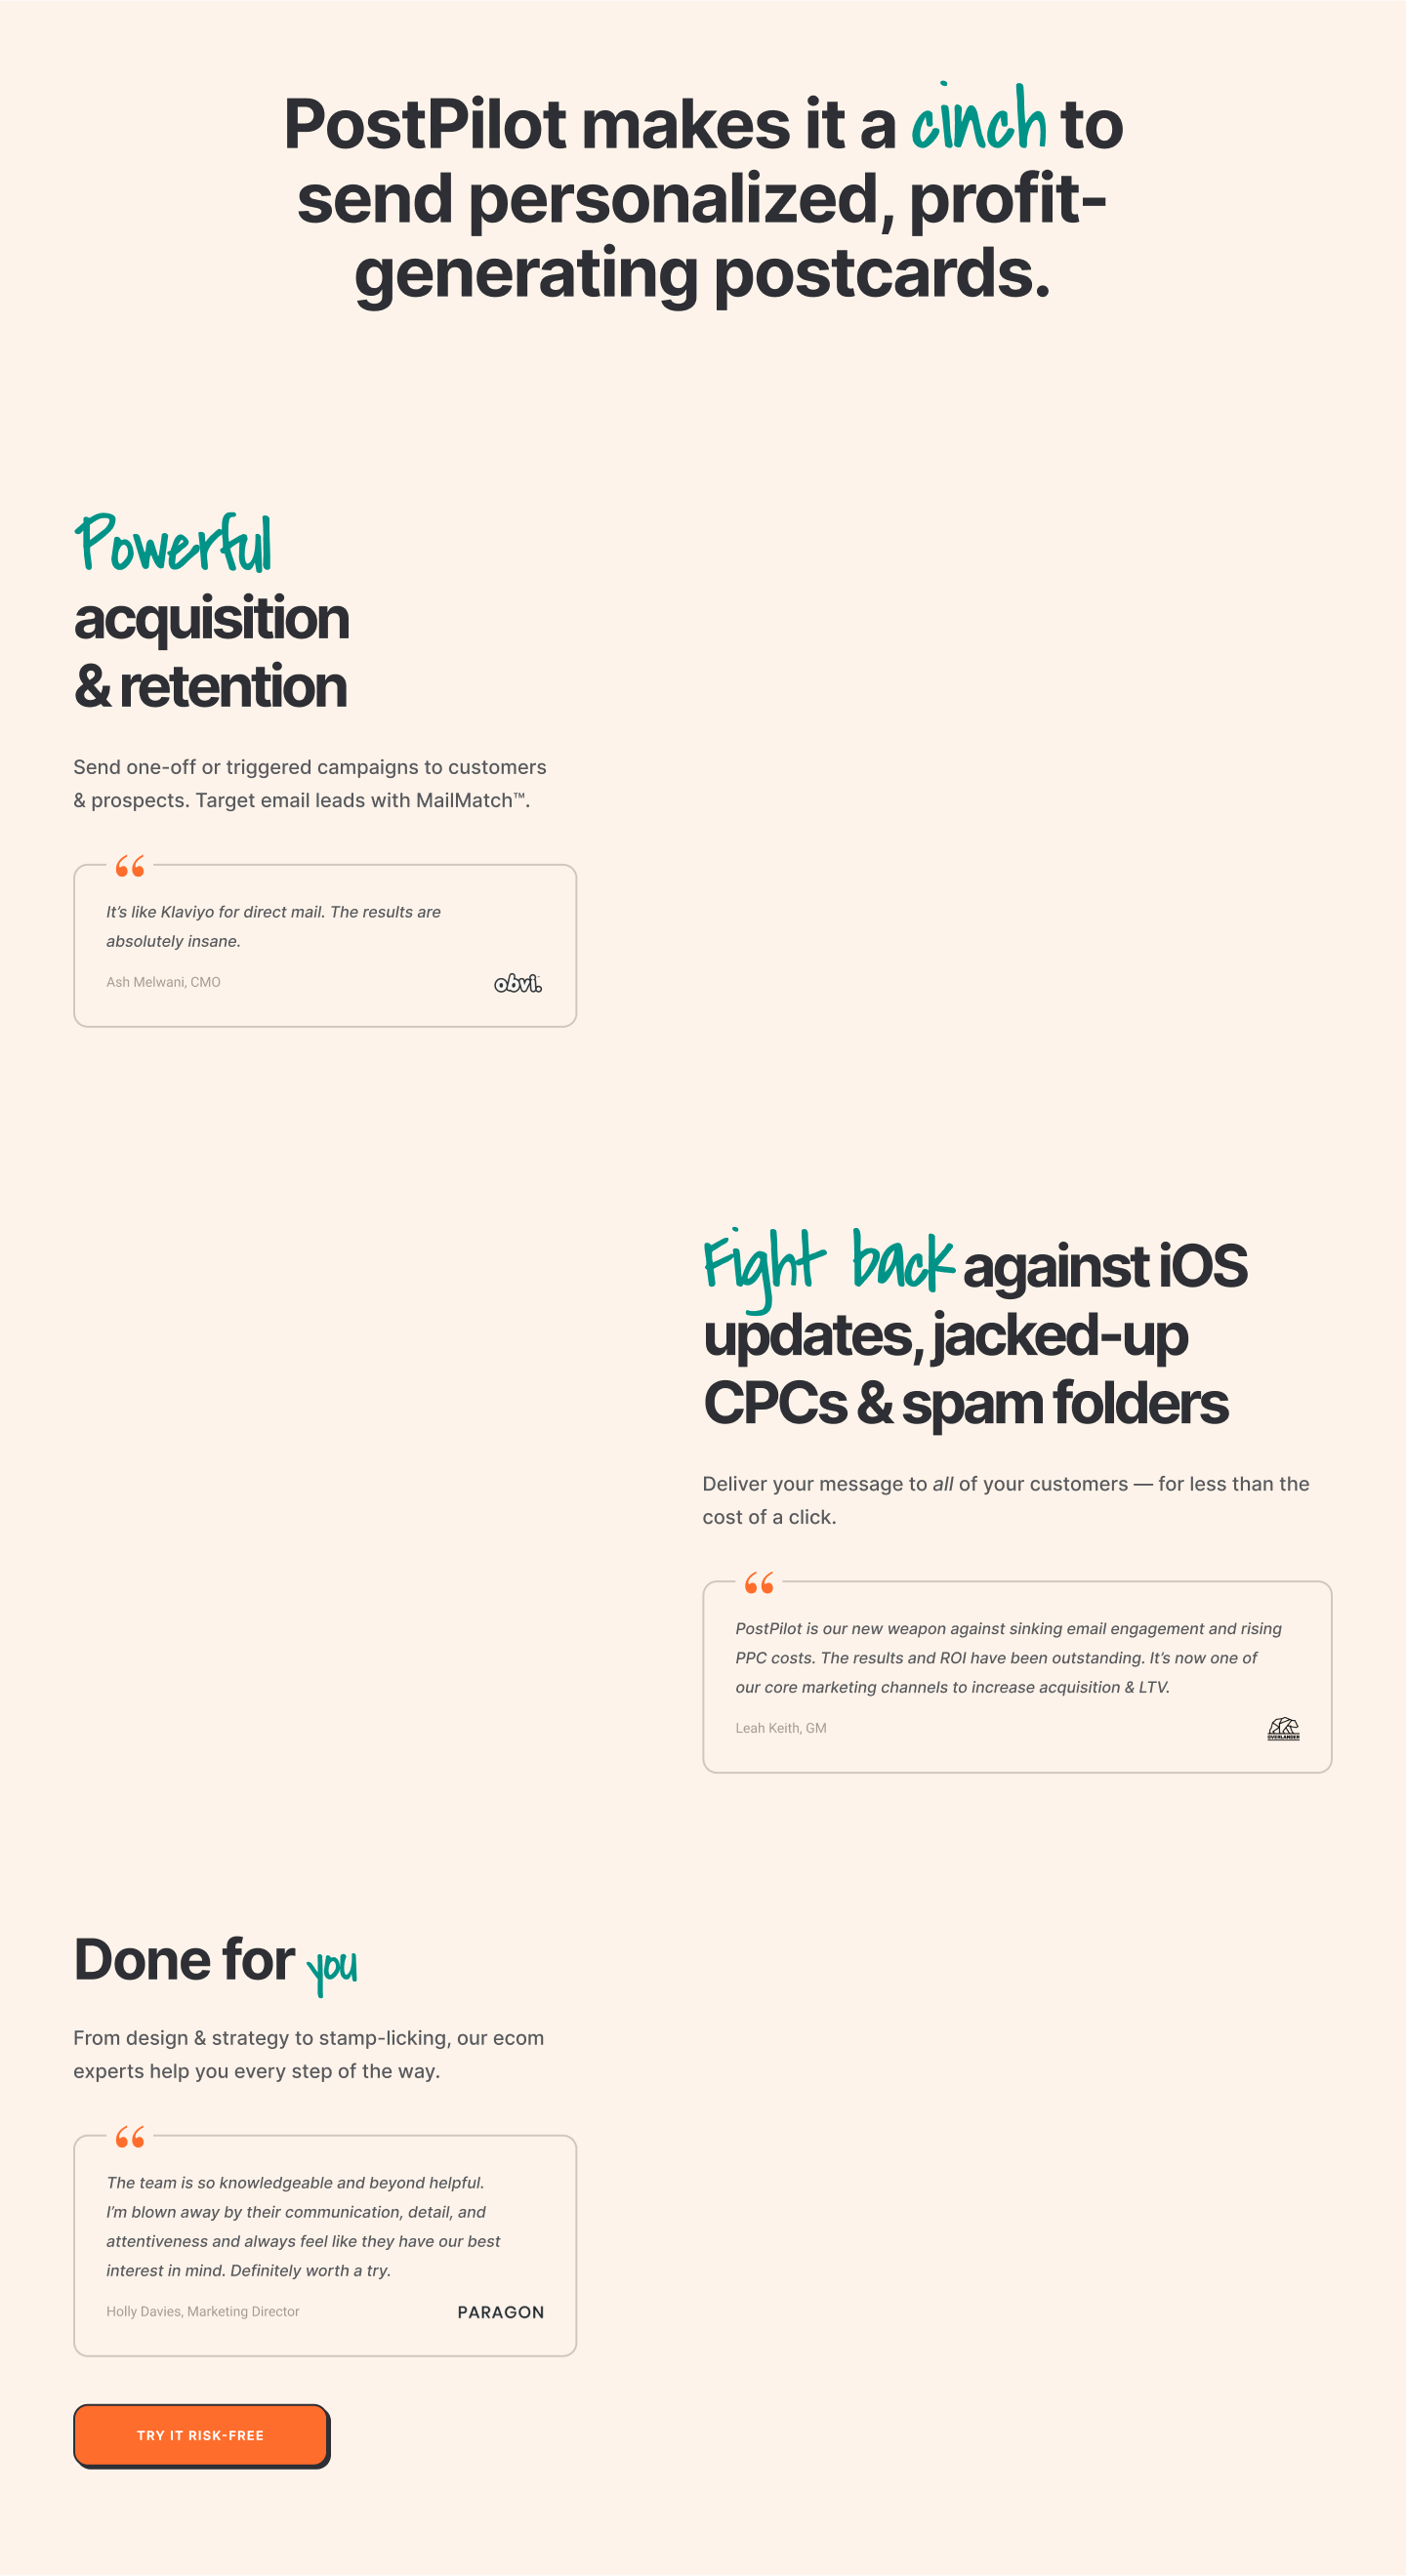 PostPilot makes it a cinch to
send personalized, profit-
generating postcards.
Powerful
acquisition
& retention
Send one-off or triggered campaigns to customers
& prospects. Target email leads with MailMatch™.
“
It’s like Klaviyo for direct mail. The results are
absolutely insane.
Ash Melwani, CMO
obvi.
Fight back against iOS
updates, jacked-up
CPCs & spam folders
Deliver your message to all of your customers — for less than the
cost of a click.
“
PostPilot is our new weapon against sinking email engagement and rising
PPC costs. The results and ROI have been outstanding. It’s now one of
our core marketing channels to increase acquisition & LTV.
Leah Keith, GM
OVERLANDER
Done for you
From design & strategy to stamp-licking, our ecom
experts help you every step of the way.
“
The team is so knowledgeable and beyond helpful.
I’m blown away by their communication, detail, and
attentiveness and always feel like they have our best
interest in mind. Definitely worth a try.
Holly Davies, Marketing Director
PARAGON
TRY IT RISK-FREE